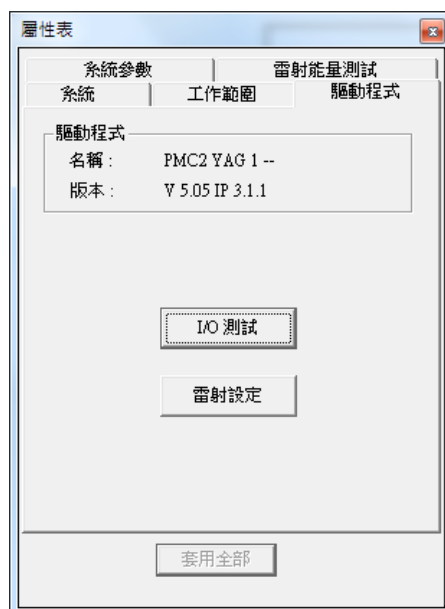 屬性表
系統參數 雷射能量測試
系統 工作範圍 驅動程式
驅動程式
名稱： PMC2 YAG 1 --
版本： V 5.05 IP 3.1.1
I/O 測試
雷射設定
套用全部